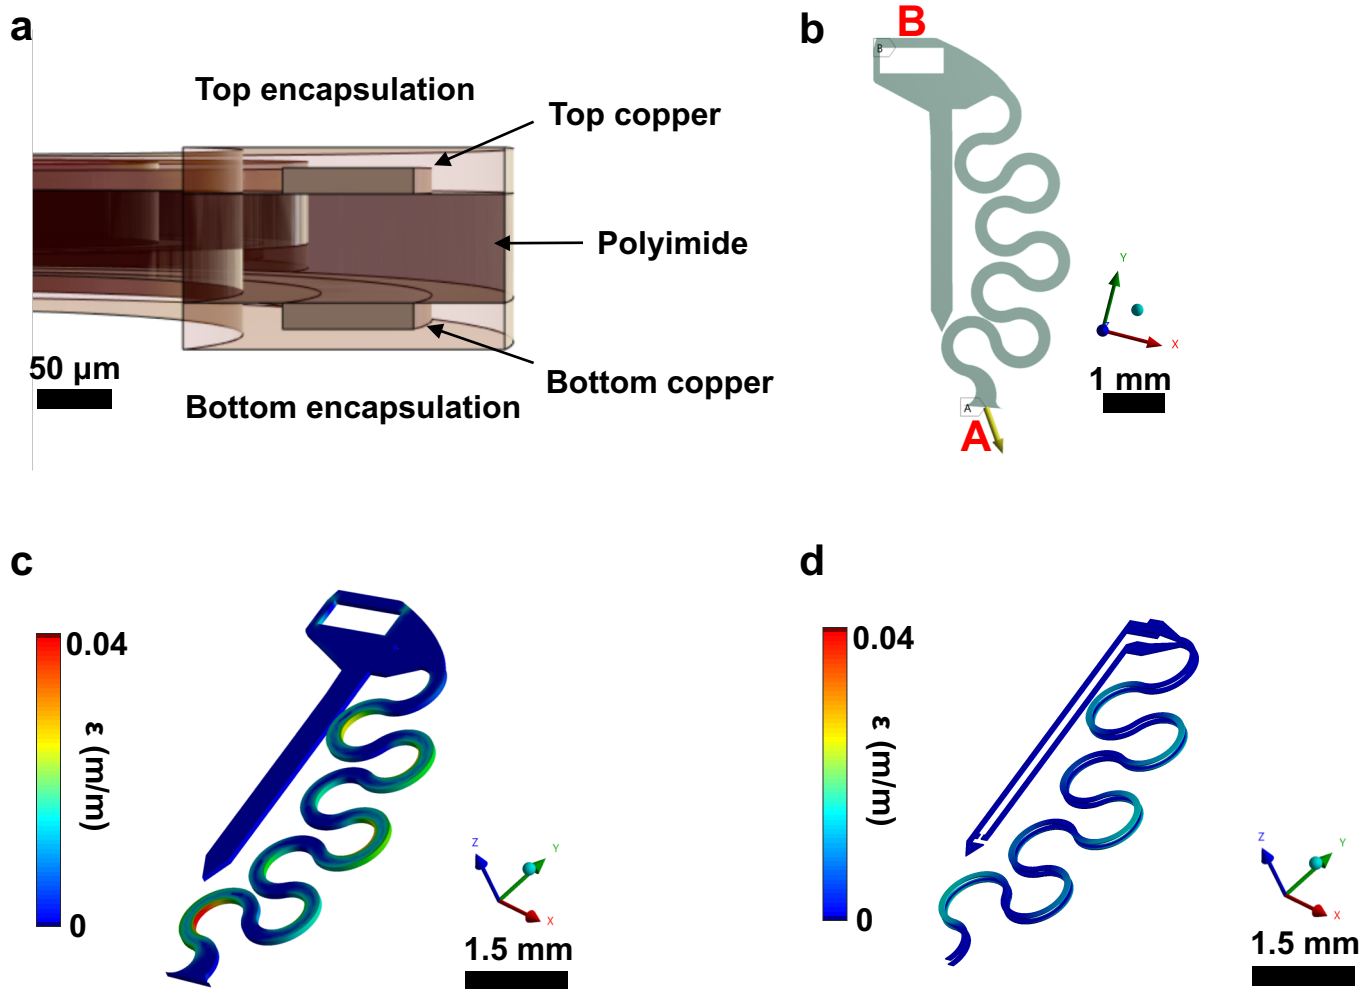 a
Top encapsulation
Top copper
Polyimide
50 µm
Bottom copper
Bottom encapsulation
b
B
B
Y
X
1 mm
A
A
c
0.04
ε (m/m)
0
Z
Y
X
1.5 mm
d
0.04
ε (m/m)
0
Z
Y
X
1.5 mm